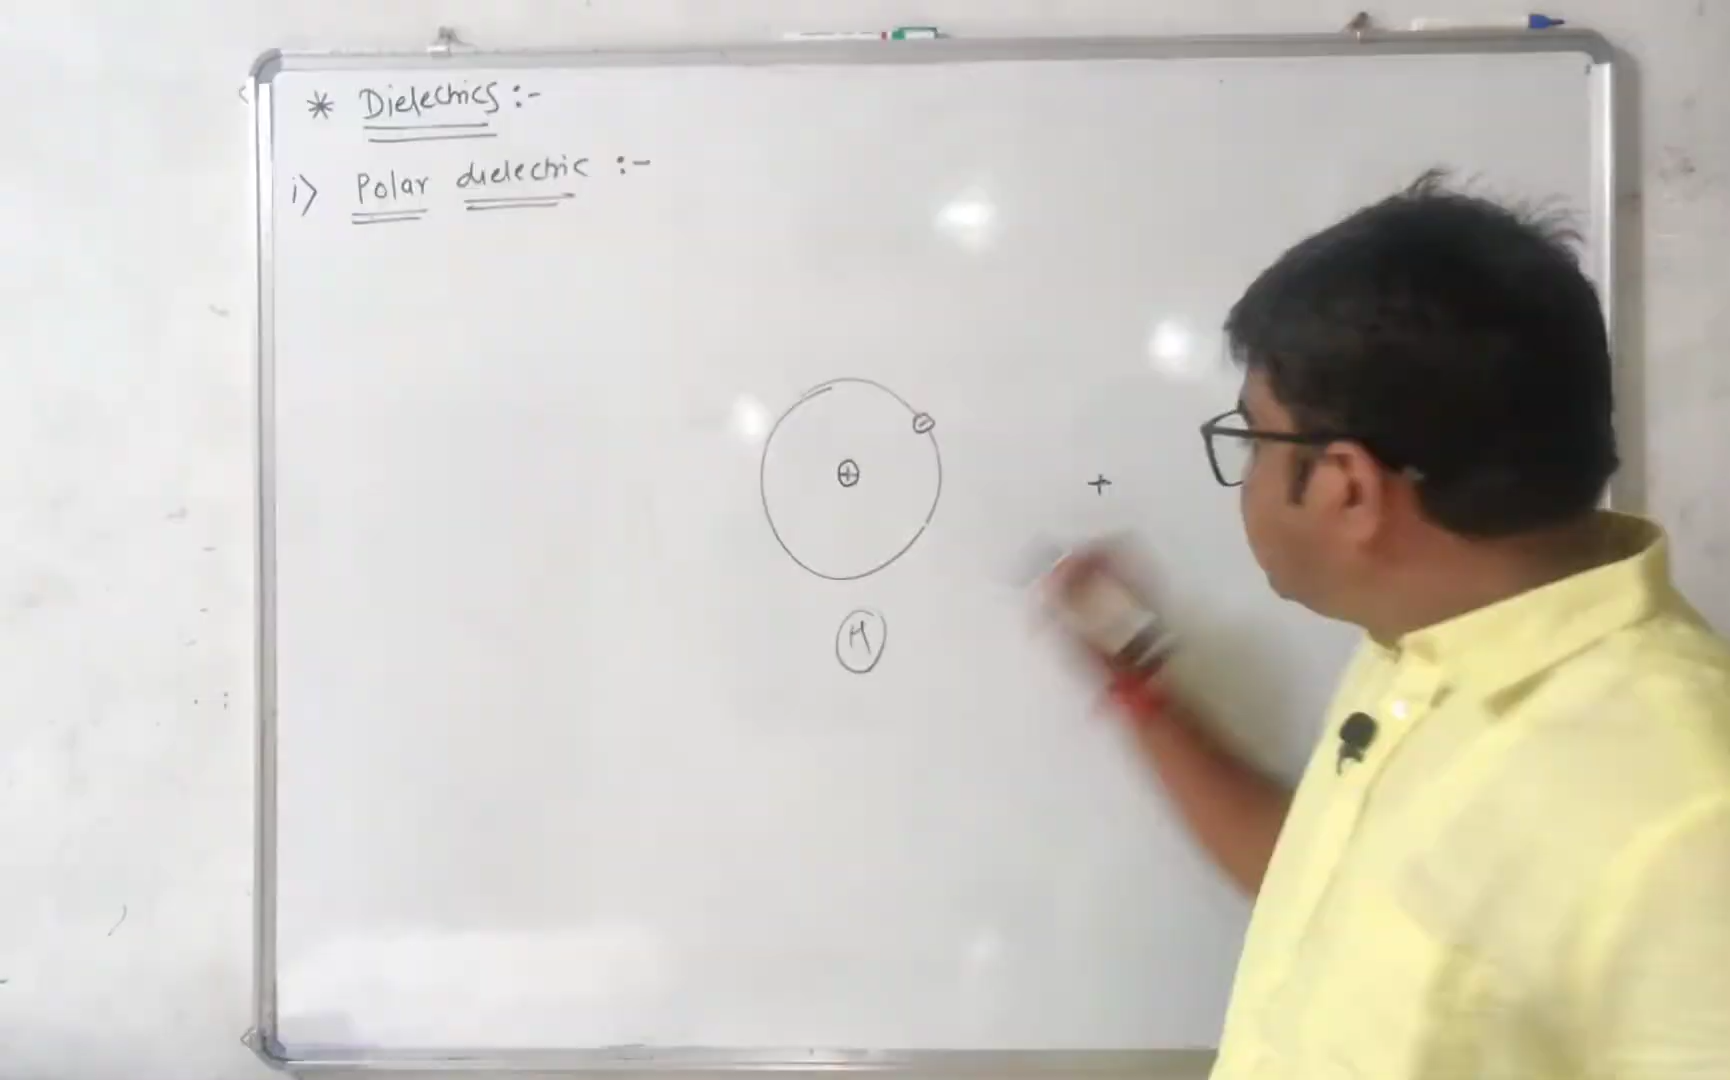 * Dielectrics :-
i) Polar dielectric :-
-
+
+
H